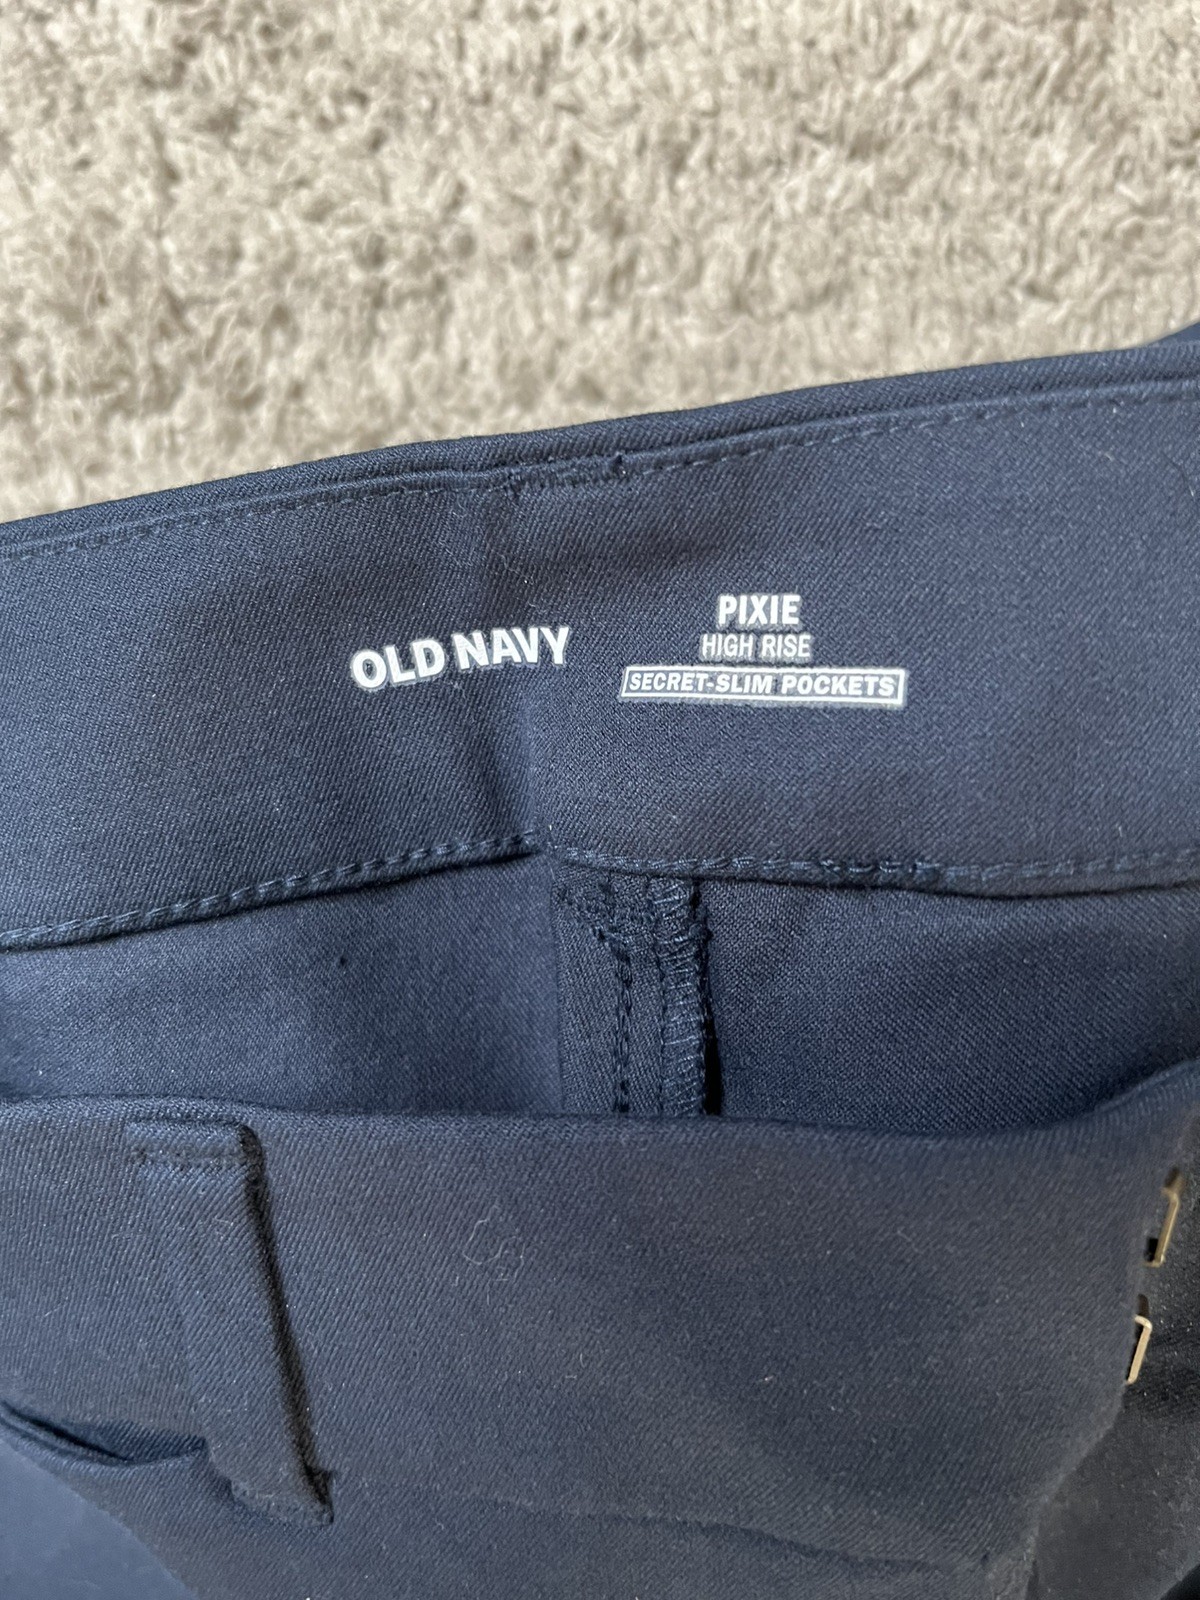 OLD NAVY
PIXIE
HIGH RISE
SECRET-SLIM POCKETS